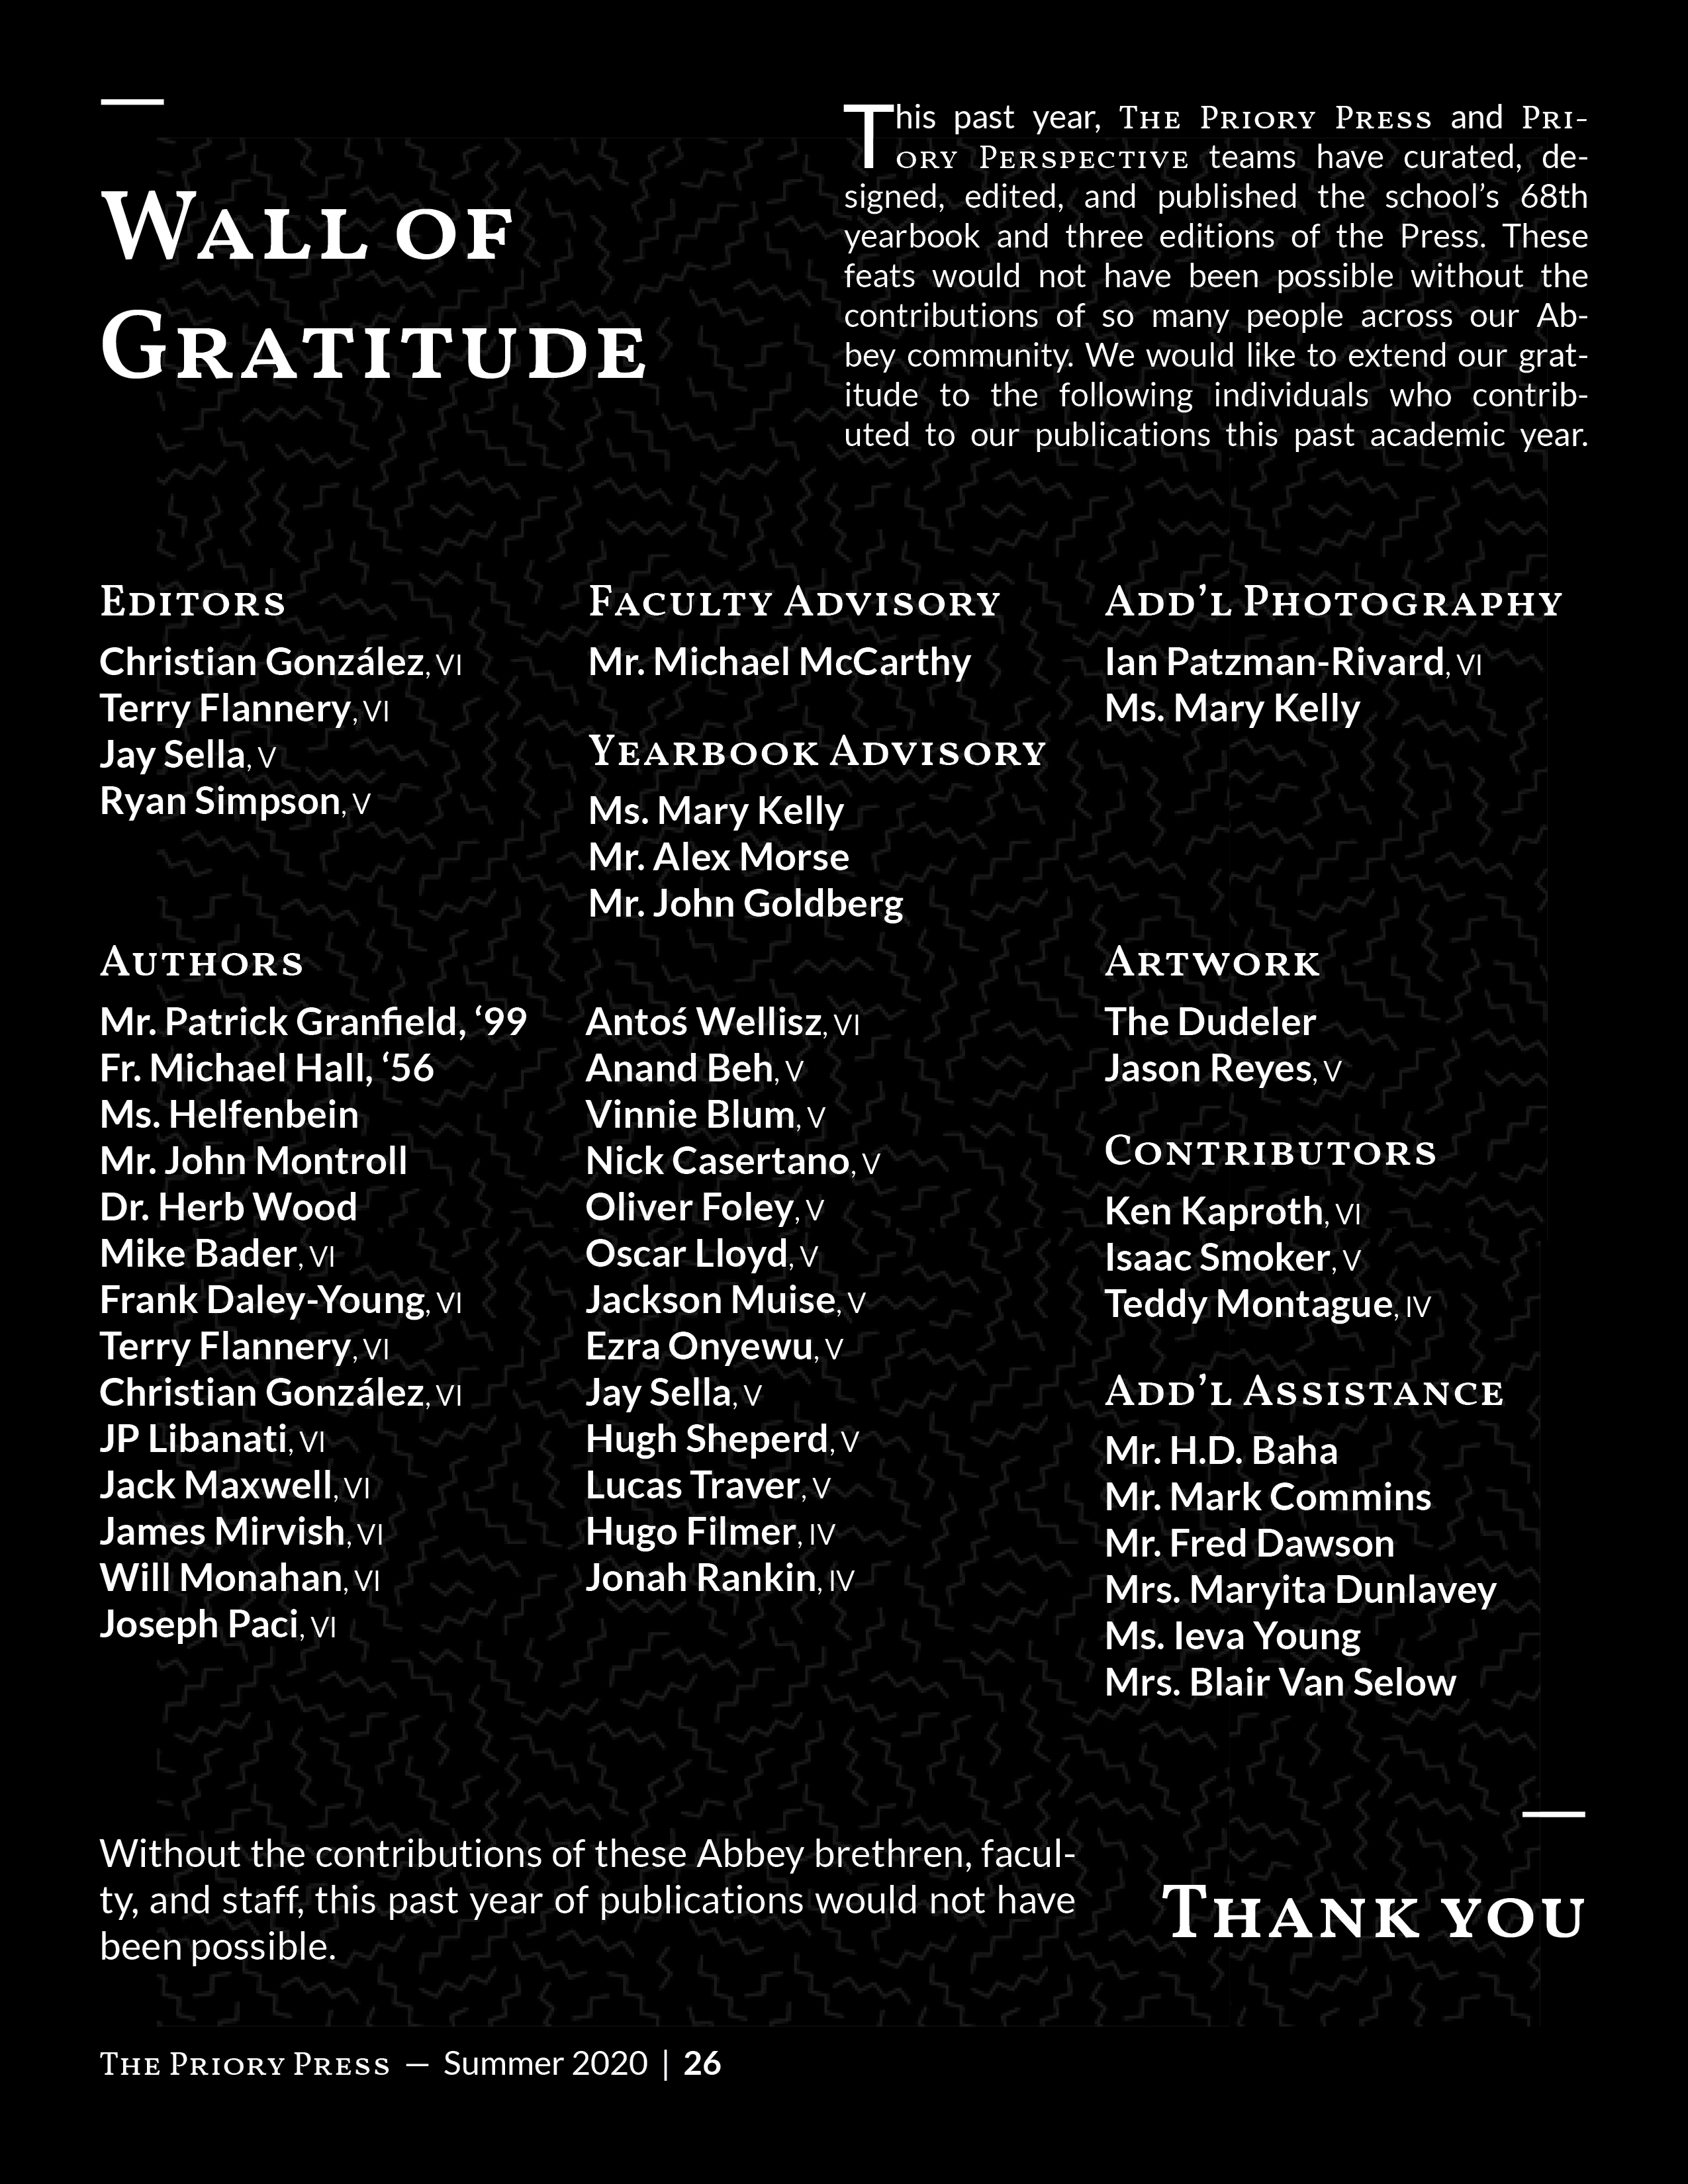 Wall of
Gratitude
This past year, The Priory Press and Pri-
ory Perspective teams have curated, de-
signed, edited, and published the school’s 68th
yearbook and three editions of the Press. These
feats would not have been possible without the
contributions of so many people across our Ab-
bey community. We would like to extend our grat-
itude to the following individuals who contrib-
uted to our publications this past academic year.
Editors
Christian González, VI
Terry Flannery, VI
Jay Sella, V
Ryan Simpson, V
Faculty Advisory
Mr. Michael McCarthy
Yearbook Advisory
Ms. Mary Kelly
Mr. Alex Morse
Mr. John Goldberg
Add’l Photography
Ian Patzman-Rivard, VI
Ms. Mary Kelly
Authors
Mr. Patrick Granfield, ‘99
Fr. Michael Hall, ‘56
Ms. Helfenbein
Mr. John Montroll
Dr. Herb Wood
Mike Bader, VI
Frank Daley-Young, VI
Terry Flannery, VI
Christian González, VI
JP Libanati, VI
Jack Maxwell, VI
James Mirvish, VI
Will Monahan, VI
Joseph Paci, VI
Antoś Wellisz, VI
Anand Beh, V
Vinnie Blum, V
Nick Casertano, V
Oliver Foley, V
Oscar Lloyd, V
Jackson Muise, V
Ezra Onyewu, V
Jay Sella, V
Hugh Sheperd, V
Lucas Traver, V
Hugo Filmer, IV
Jonah Rankin, IV
Artwork
The Dudeler
Jason Reyes, V
Contributors
Ken Kaproth, VI
Isaac Smoker, V
Teddy Montague, IV
Add’l Assistance
Mr. H.D. Baha
Mr. Mark Commins
Mr. Fred Dawson
Mrs. Maryita Dunlavey
Ms. Ieva Young
Mrs. Blair Van Selow
Without the contributions of these Abbey brethren, facul-
ty, and staff, this past year of publications would not have
been possible.
Thank you
The Priory Press — Summer 2020 | 26